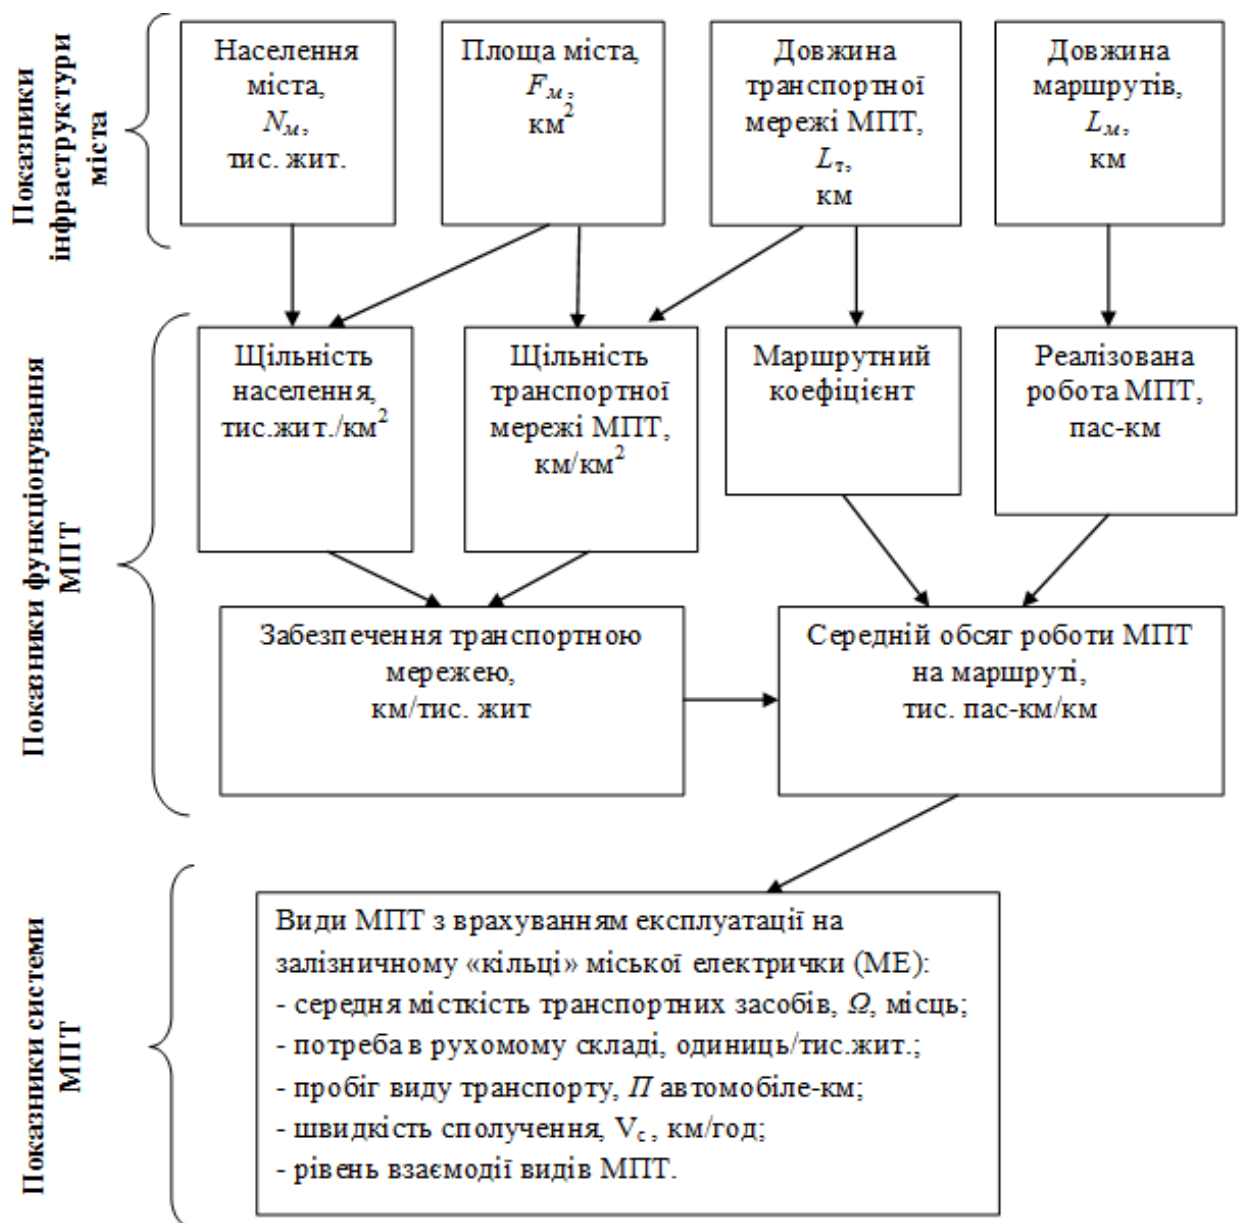 Показники
інфраструктури
міста
Населення
міста,
Nм,
тис. жит.
Площа міста,
Fм,
км²
Довжина
транспортної
мережі МПТ,
Lт,
км
Довжина
маршрутів,
Lм,
км
Показники функціонування
МПТ
Щільність
населення,
тис.жит./км²
Щільність
транспортної
мережі МПТ,
км/км²
Маршрутний
коефіцієнт
Реалізована
робота МПТ,
пас-км
Забезпечення транспортною
мережею,
км/тис. жит
Середній обсяг роботи МПТ
на маршруті,
тис. пас-км/км
Показники системи
МПТ
Види МПТ з врахуванням експлуатації на
залізничному «кільці» міської електрички (МЕ):
- середня місткість транспортних засобів, Ω, місць;
- потреба в рухомому складі, одиниць/тис.жит.;
- пробіг виду транспорту, П автомобіле-км;
- швидкість сполучення, Vс, км/год;
- рівень взаємодії видів МПТ.